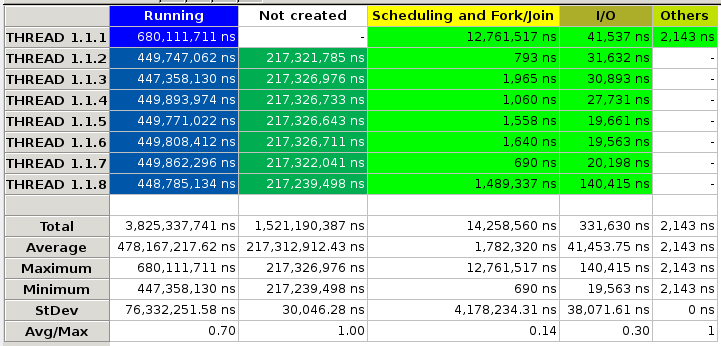 Running Not created Scheduling and Fork/Join I/O Others
THREAD 1.1.1 680,111,711 ns - 12,761,517 ns 41,537 ns 2,143 ns
THREAD 1.1.2 449,747,062 ns 217,321,785 ns 793 ns 31,632 ns -
THREAD 1.1.3 447,358,130 ns 217,326,976 ns 1,965 ns 30,893 ns -
THREAD 1.1.4 449,893,974 ns 217,326,733 ns 1,060 ns 27,731 ns -
THREAD 1.1.5 449,771,022 ns 217,326,643 ns 1,558 ns 19,661 ns -
THREAD 1.1.6 449,808,412 ns 217,326,711 ns 1,640 ns 19,563 ns -
THREAD 1.1.7 449,862,296 ns 217,322,041 ns 690 ns 20,198 ns -
THREAD 1.1.8 448,785,134 ns 217,239,498 ns 1,489,337 ns 140,415 ns -
Total 3,825,337,741 ns 1,521,190,387 ns 14,258,560 ns 331,630 ns 2,143 ns
Average 478,167,217.62 ns 217,312,912.43 ns 1,782,320 ns 41,453.75 ns 2,143 ns
Maximum 680,111,711 ns 217,326,976 ns 12,761,517 ns 140,415 ns 2,143 ns
Minimum 447,358,130 ns 217,239,498 ns 690 ns 19,563 ns 2,143 ns
StDev 76,332,251.58 ns 30,046.28 ns 4,178,234.31 ns 38,071.61 ns 0 ns
Avg/Max 0.70 1.00 0.14 0.30 1